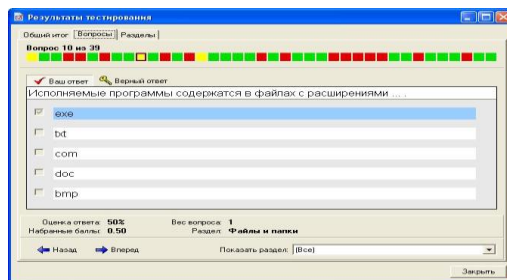 Результаты тестирования
Общий итог Вопросы Разделы
Вопрос 10 из 39
Ваш ответ Верный ответ
Исполняемые программы содержатся в файлах с расширениями ... .
exe
txt
com
doc
bmp
Оценка ответа: 50% Вес вопроса: 1
Набранные баллы: 0.50 Раздел: Файлы и папки
Назад Вперед Показать раздел: (Все)
Закрыть